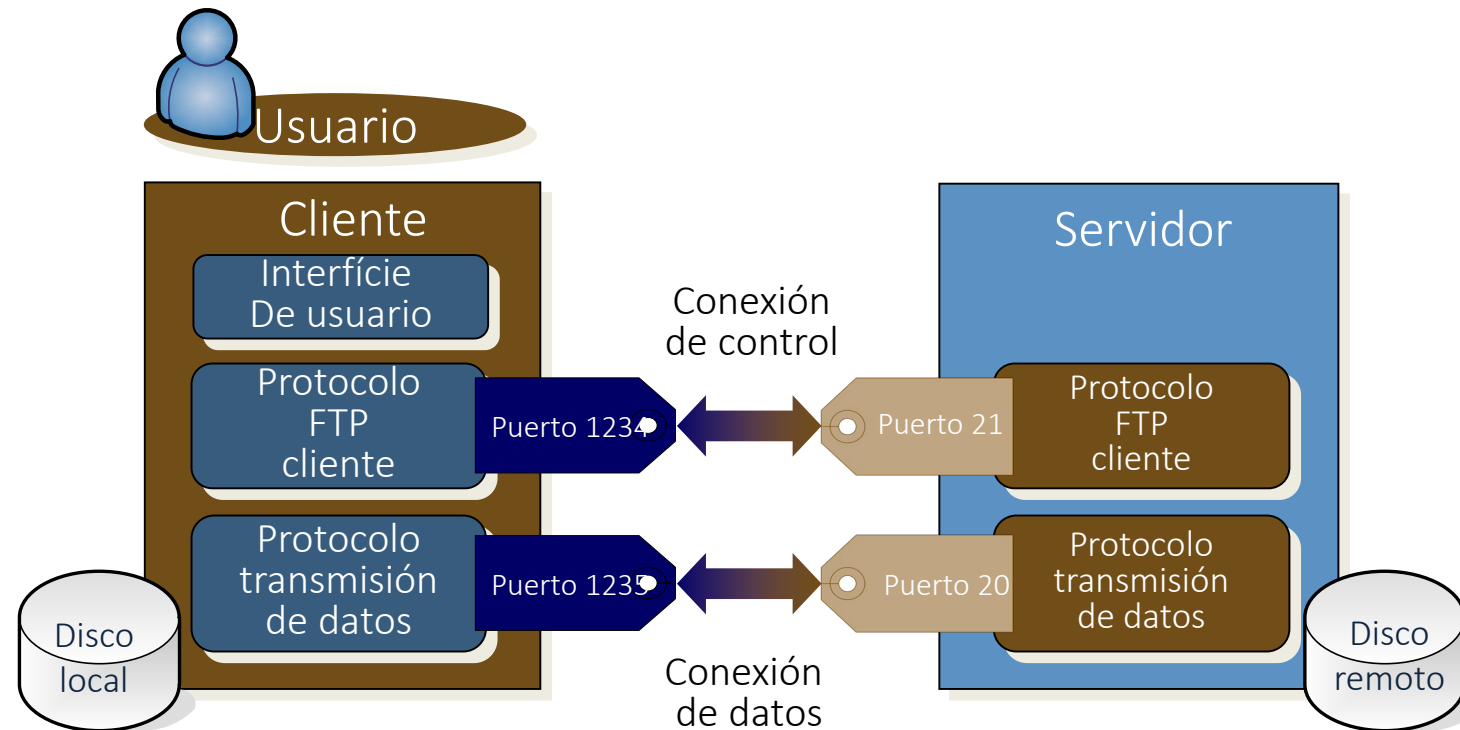 Usuario
Cliente
Interfície
De usuario
Protocolo
FTP
cliente
Puerto 1234
Conexión
de control
Puerto 21
Servidor
Protocolo
FTP
cliente
Protocolo
transmisión
de datos
Puerto 1235
Conexión
de datos
Puerto 20
Protocolo
transmisión
de datos
Disco
local
Disco
remoto